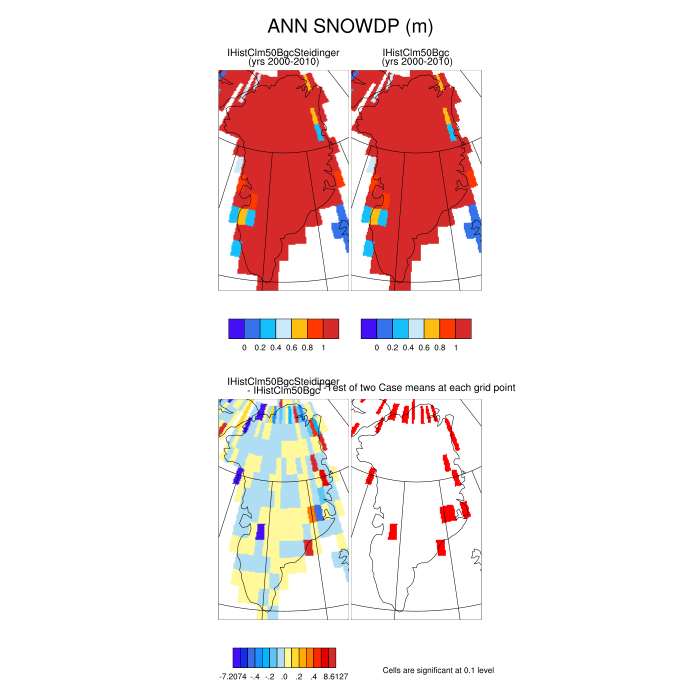 ANN SNOWDP (m)
IHistClm50BgcSteidinger
(yrs 2000-2010)
IHistClm50Bgc
(yrs 2000-2010)
0 0.2 0.4 0.6 0.8 1
0 0.2 0.4 0.6 0.8 1
IHistClm50BgcSteidinger
- IHistClm50Bgc
T-Test of two Case means at each grid point
-7.2074 -.4 -.2 .0 .2 .4 8.6127
Cells are significant at 0.1 level